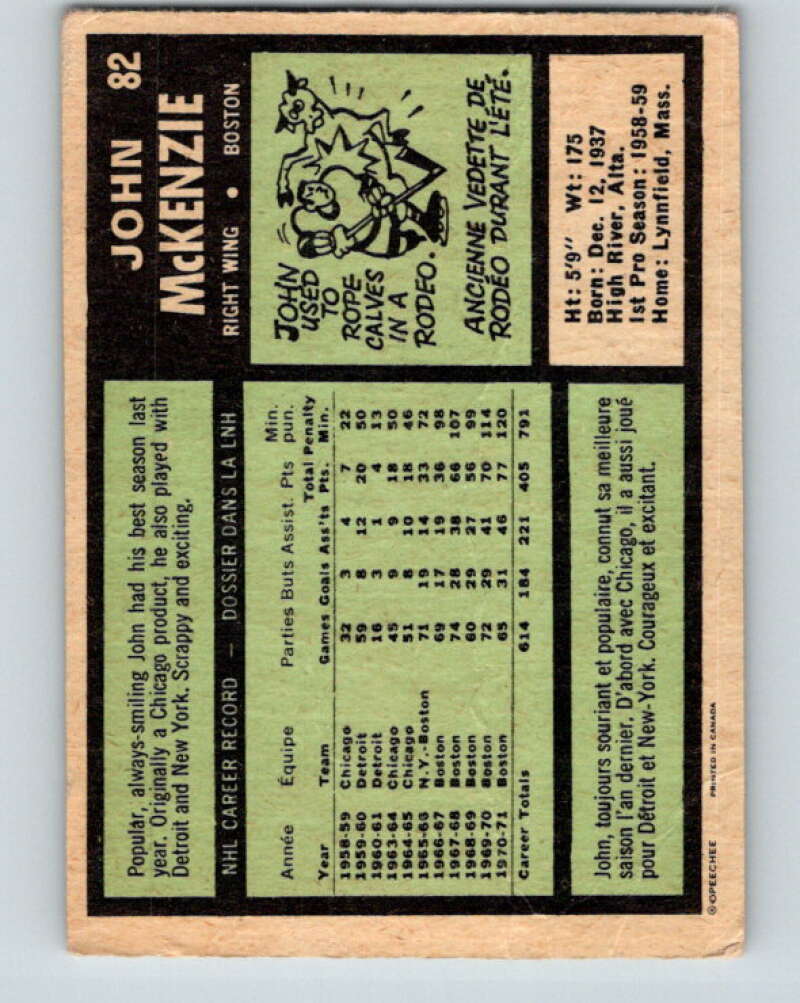 JOHN 82
McKENZIE
RIGHT WING • BOSTON
JOHN
USED
TO
ROPE
CALVES
IN A
RODEO.
ANCIENNE VEDETTE DE
RODÉO DURANT L'ÉTÉ.
Ht: 5'9" Wt: 175
Born: Dec. 12, 1937
High River, Alta.
1st Pro Season: 1958-59
Home: Lynnfield, Mass.
Popular, always-smiling John had his best season last
year. Originally a Chicago product, he also played with
Detroit and New York. Scrappy and exciting.
NHL CAREER RECORD — DOSSIER DANS LA LNH
Année Équipe Parties Buts Assist. Pts Min. pun.
Year Team Games Goals Ass'ts Total Pts. Penalty Min.
1958-59 Chicago 32 3 4 7 22
1959-60 Detroit 59 8 12 20 50
1960-61 Detroit 16 3 1 4 13
1963-64 Chicago 45 9 9 18 50
1964-65 Chicago 51 8 10 18 46
1965-66 N.Y.-Boston 71 19 14 33 72
1966-67 Boston 69 17 19 36 98
1967-68 Boston 74 28 38 66 107
1968-69 Boston 60 29 27 56 99
1969-70 Boston 72 29 41 70 114
1970-71 Boston 65 31 46 77 120
Career Totals 614 184 221 405 791
John, toujours souriant et populaire, connut sa meilleure
saison l'an dernier. D'abord avec Chicago, il a aussi joué
pour Détroit et New-York. Courageux et excitant.
©OPEECHEE PRINTED IN CANADA